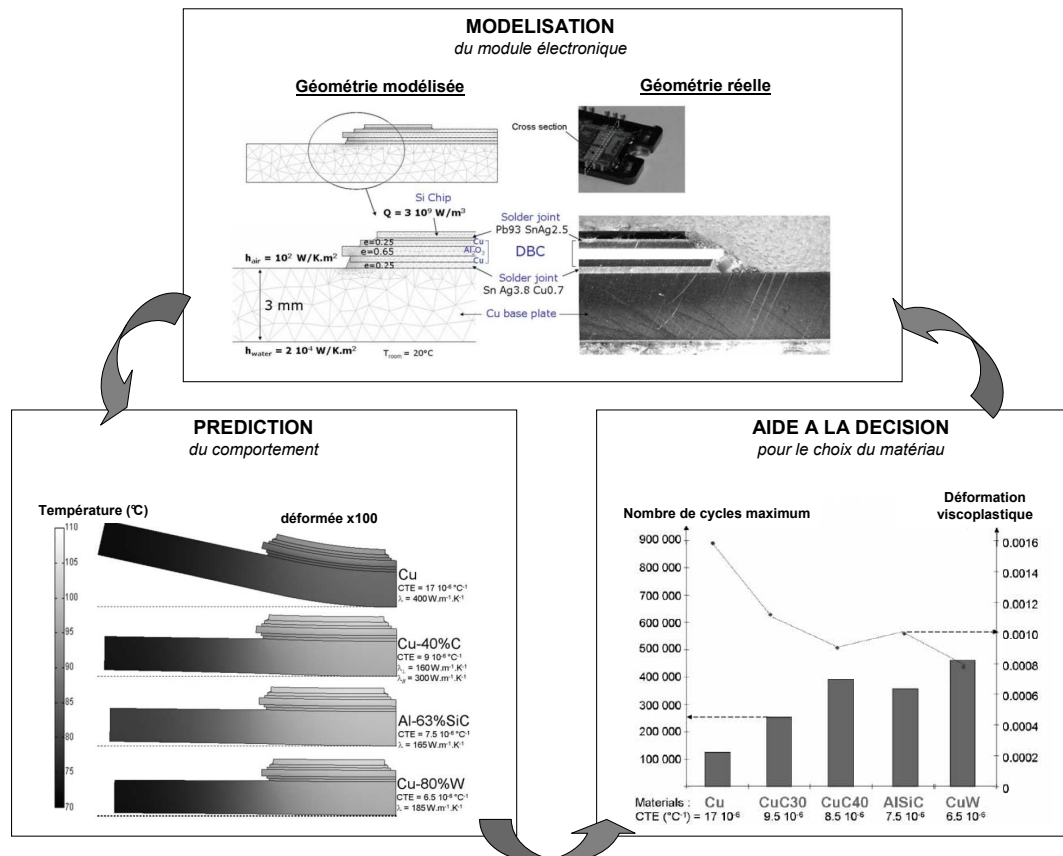 MODELISATION
du module électronique
Géométrie modélisée
Géométrie réelle
Cross section
Si Chip
Q = 3 10⁹ W/m³
Solder joint
Pb93 SnAg2.5
e=0.25
Cu
e=0.65
Al₂O₃
DBC
e=0.25
Cu
h_air = 10² W/K.m²
Solder joint
Sn Ag3.8 Cu0.7
3 mm
Cu base plate
h_water = 2 10⁴ W/K.m²
T_room = 20°C
PREDICTION
du comportement
Température (°C)
déformée x100
110
105
100
95
90
85
80
75
70
Cu
CTE = 17 10⁻⁶ °C⁻¹
λ = 400W.m⁻¹.K⁻¹
Cu-40%C
CTE = 9 10⁻⁶ °C⁻¹
λ⊥ = 160W.m⁻¹.K⁻¹
λ// = 300W.m⁻¹.K⁻¹
Al-63%SiC
CTE = 7.5 10⁻⁶ °C⁻¹
λ = 165W.m⁻¹.K⁻¹
Cu-80%W
CTE = 6.5 10⁻⁶ °C⁻¹
λ = 185W.m⁻¹.K⁻¹
AIDE A LA DECISION
pour le choix du matériau
Nombre de cycles maximum
Déformation
viscoplastique
900 000
800 000
700 000
600 000
500 000
400 000
300 000
200 000
100 000
0.0016
0.0014
0.0012
0.0010
0.0008
0.0006
0.0004
0.0002
0
Materials : Cu CuC30 CuC40 AlSiC CuW
CTE (°C⁻¹) = 17 10⁻⁶ 9.5 10⁻⁶ 8.5 10⁻⁶ 7.5 10⁻⁶ 6.5 10⁻⁶